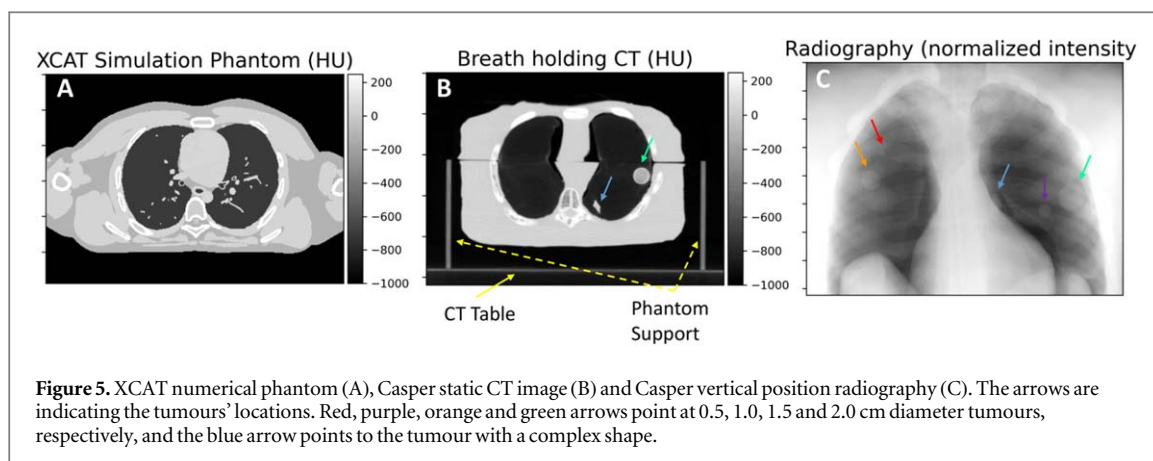 XCAT Simulation Phantom (HU)
A
200
0
−200
−400
−600
−800
−1000
Breath holding CT (HU)
B
200
0
−200
−400
−600
−800
−1000
CT Table
Phantom
Support
Radiography (normalized intensity
C
Figure 5. XCAT numerical phantom (A), Casper static CT image (B) and Casper vertical position radiography (C). The arrows are
indicating the tumours' locations. Red, purple, orange and green arrows point at 0.5, 1.0, 1.5 and 2.0 cm diameter tumours,
respectively, and the blue arrow points to the tumour with a complex shape.